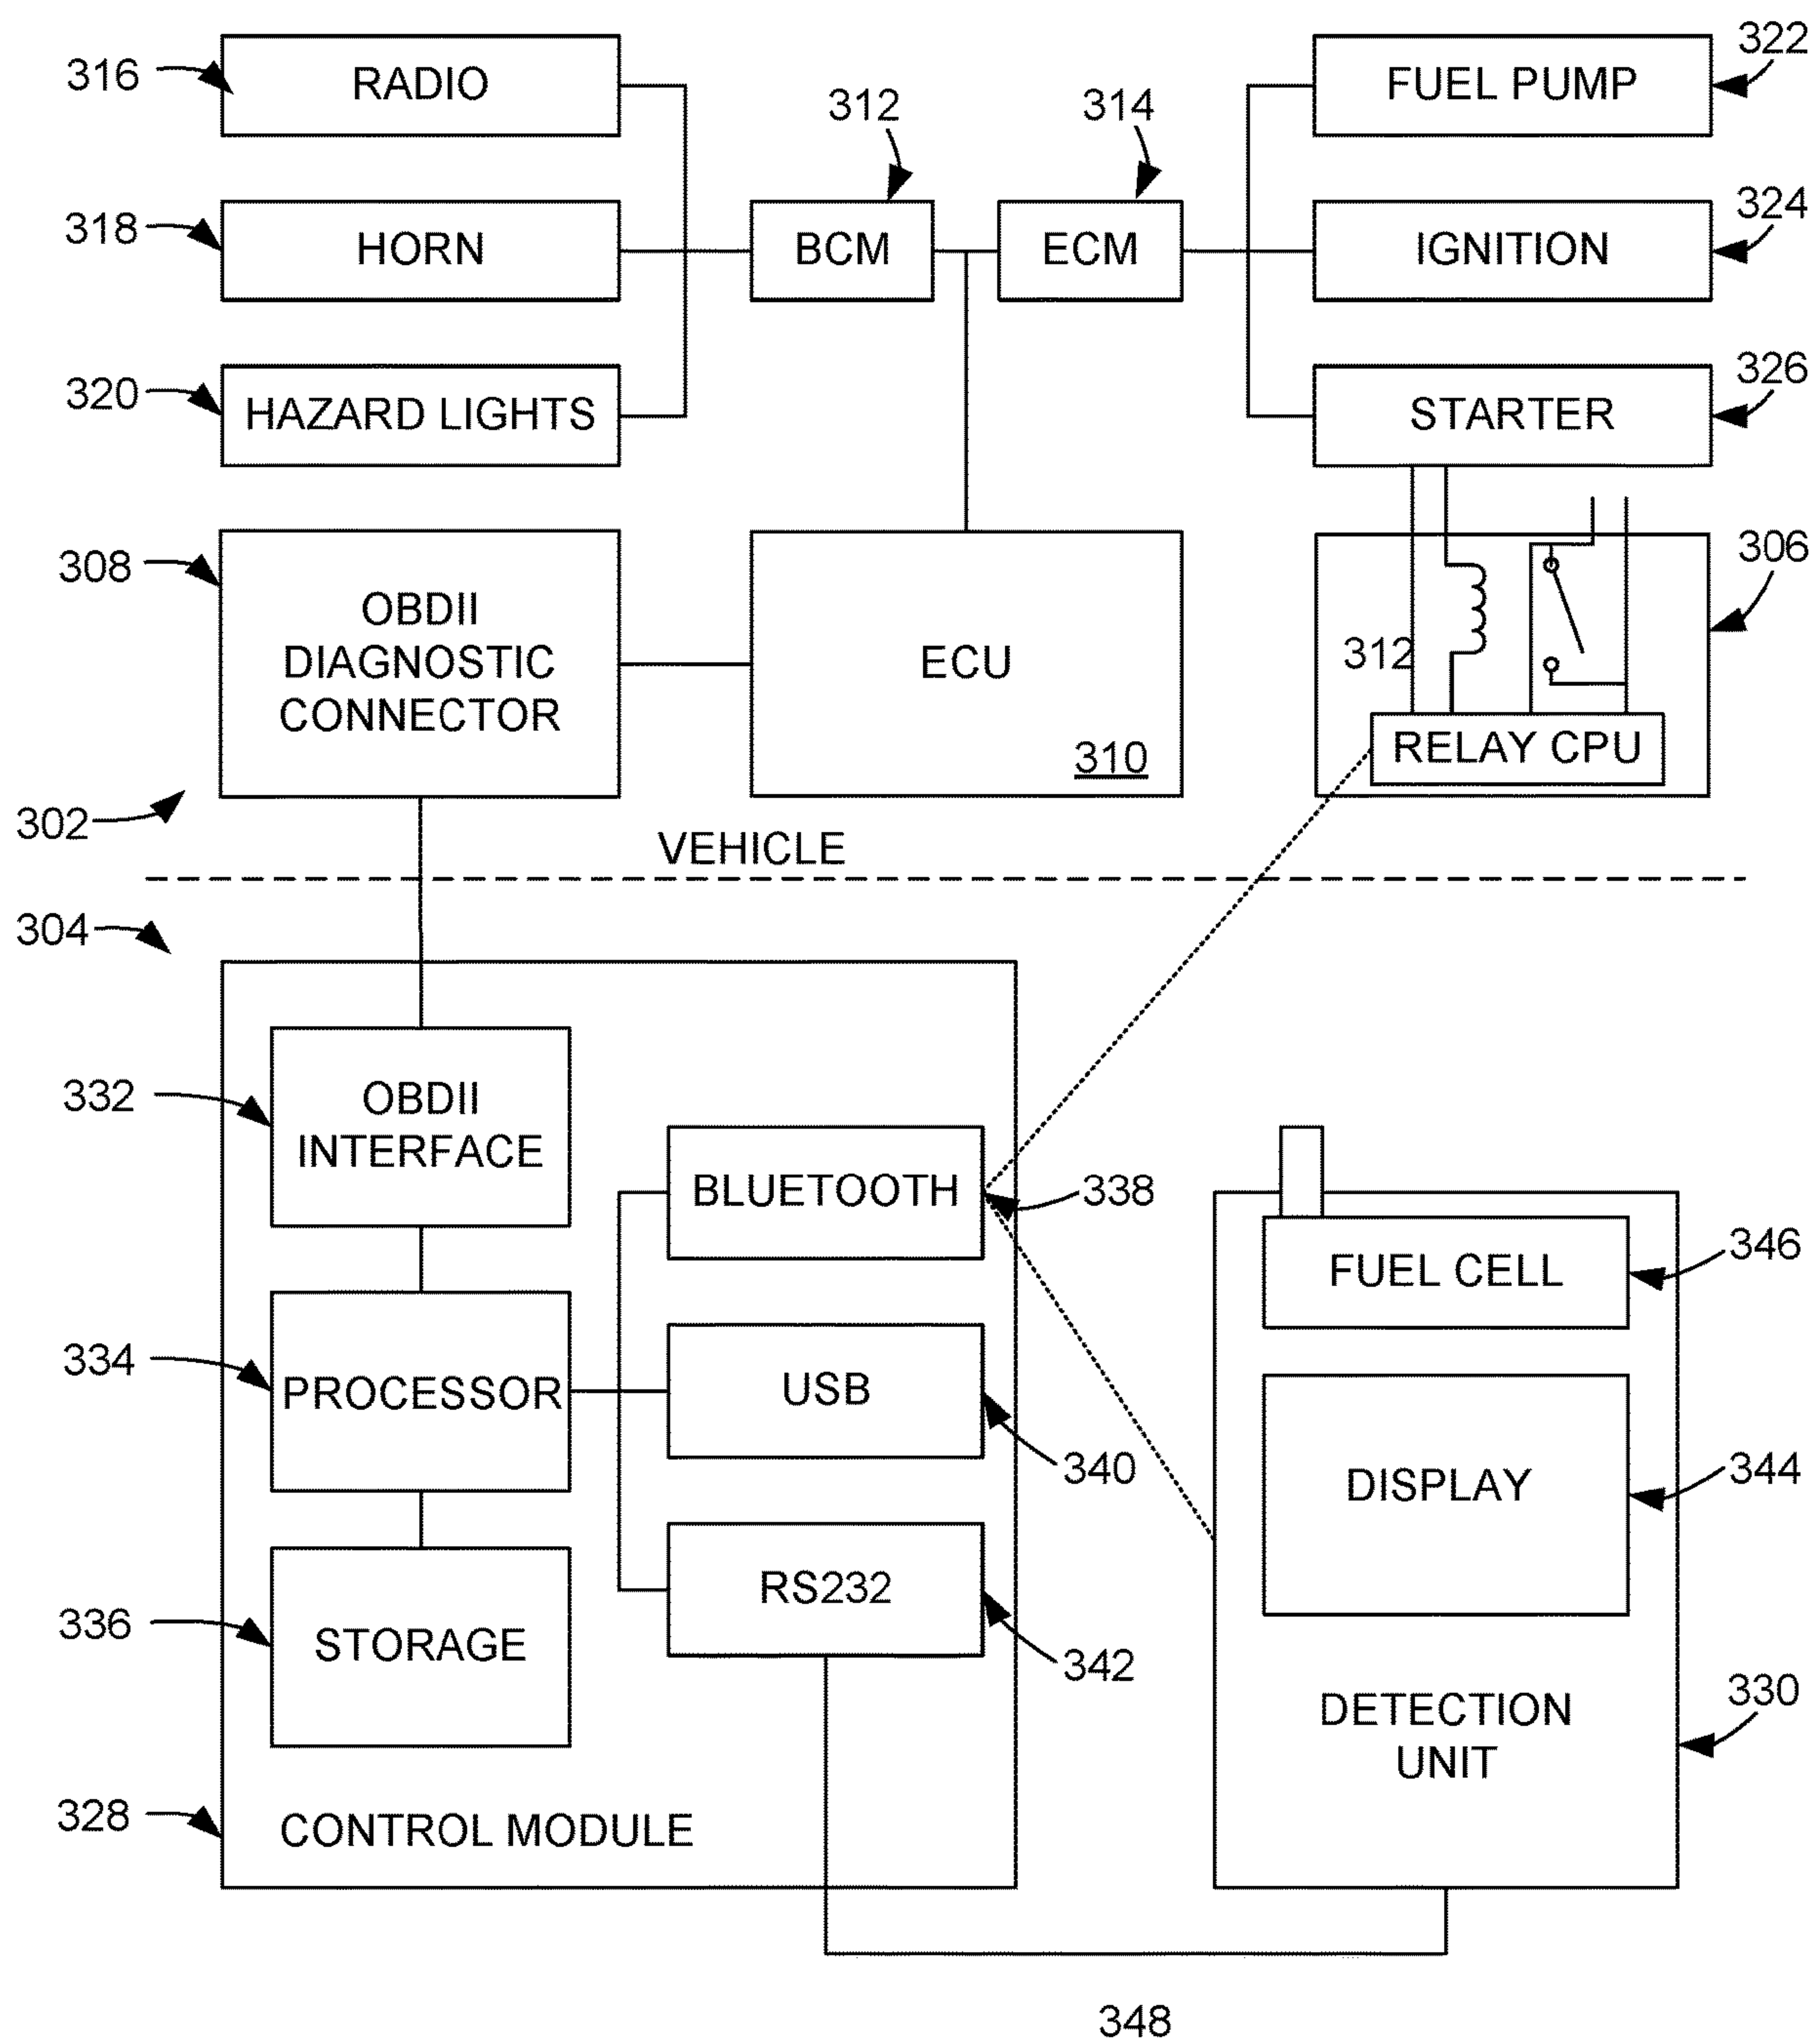 316
RADIO
312
314
FUEL PUMP
322
318
HORN
BCM
ECM
IGNITION
324
320
HAZARD LIGHTS
STARTER
326
308
OBDII
DIAGNOSTIC
CONNECTOR
ECU
310
312
RELAY CPU
306
302
VEHICLE
304
332
OBDII
INTERFACE
BLUETOOTH
338
FUEL CELL
346
334
PROCESSOR
USB
340
DISPLAY
344
336
STORAGE
RS232
342
DETECTION
UNIT
330
328
CONTROL MODULE
348